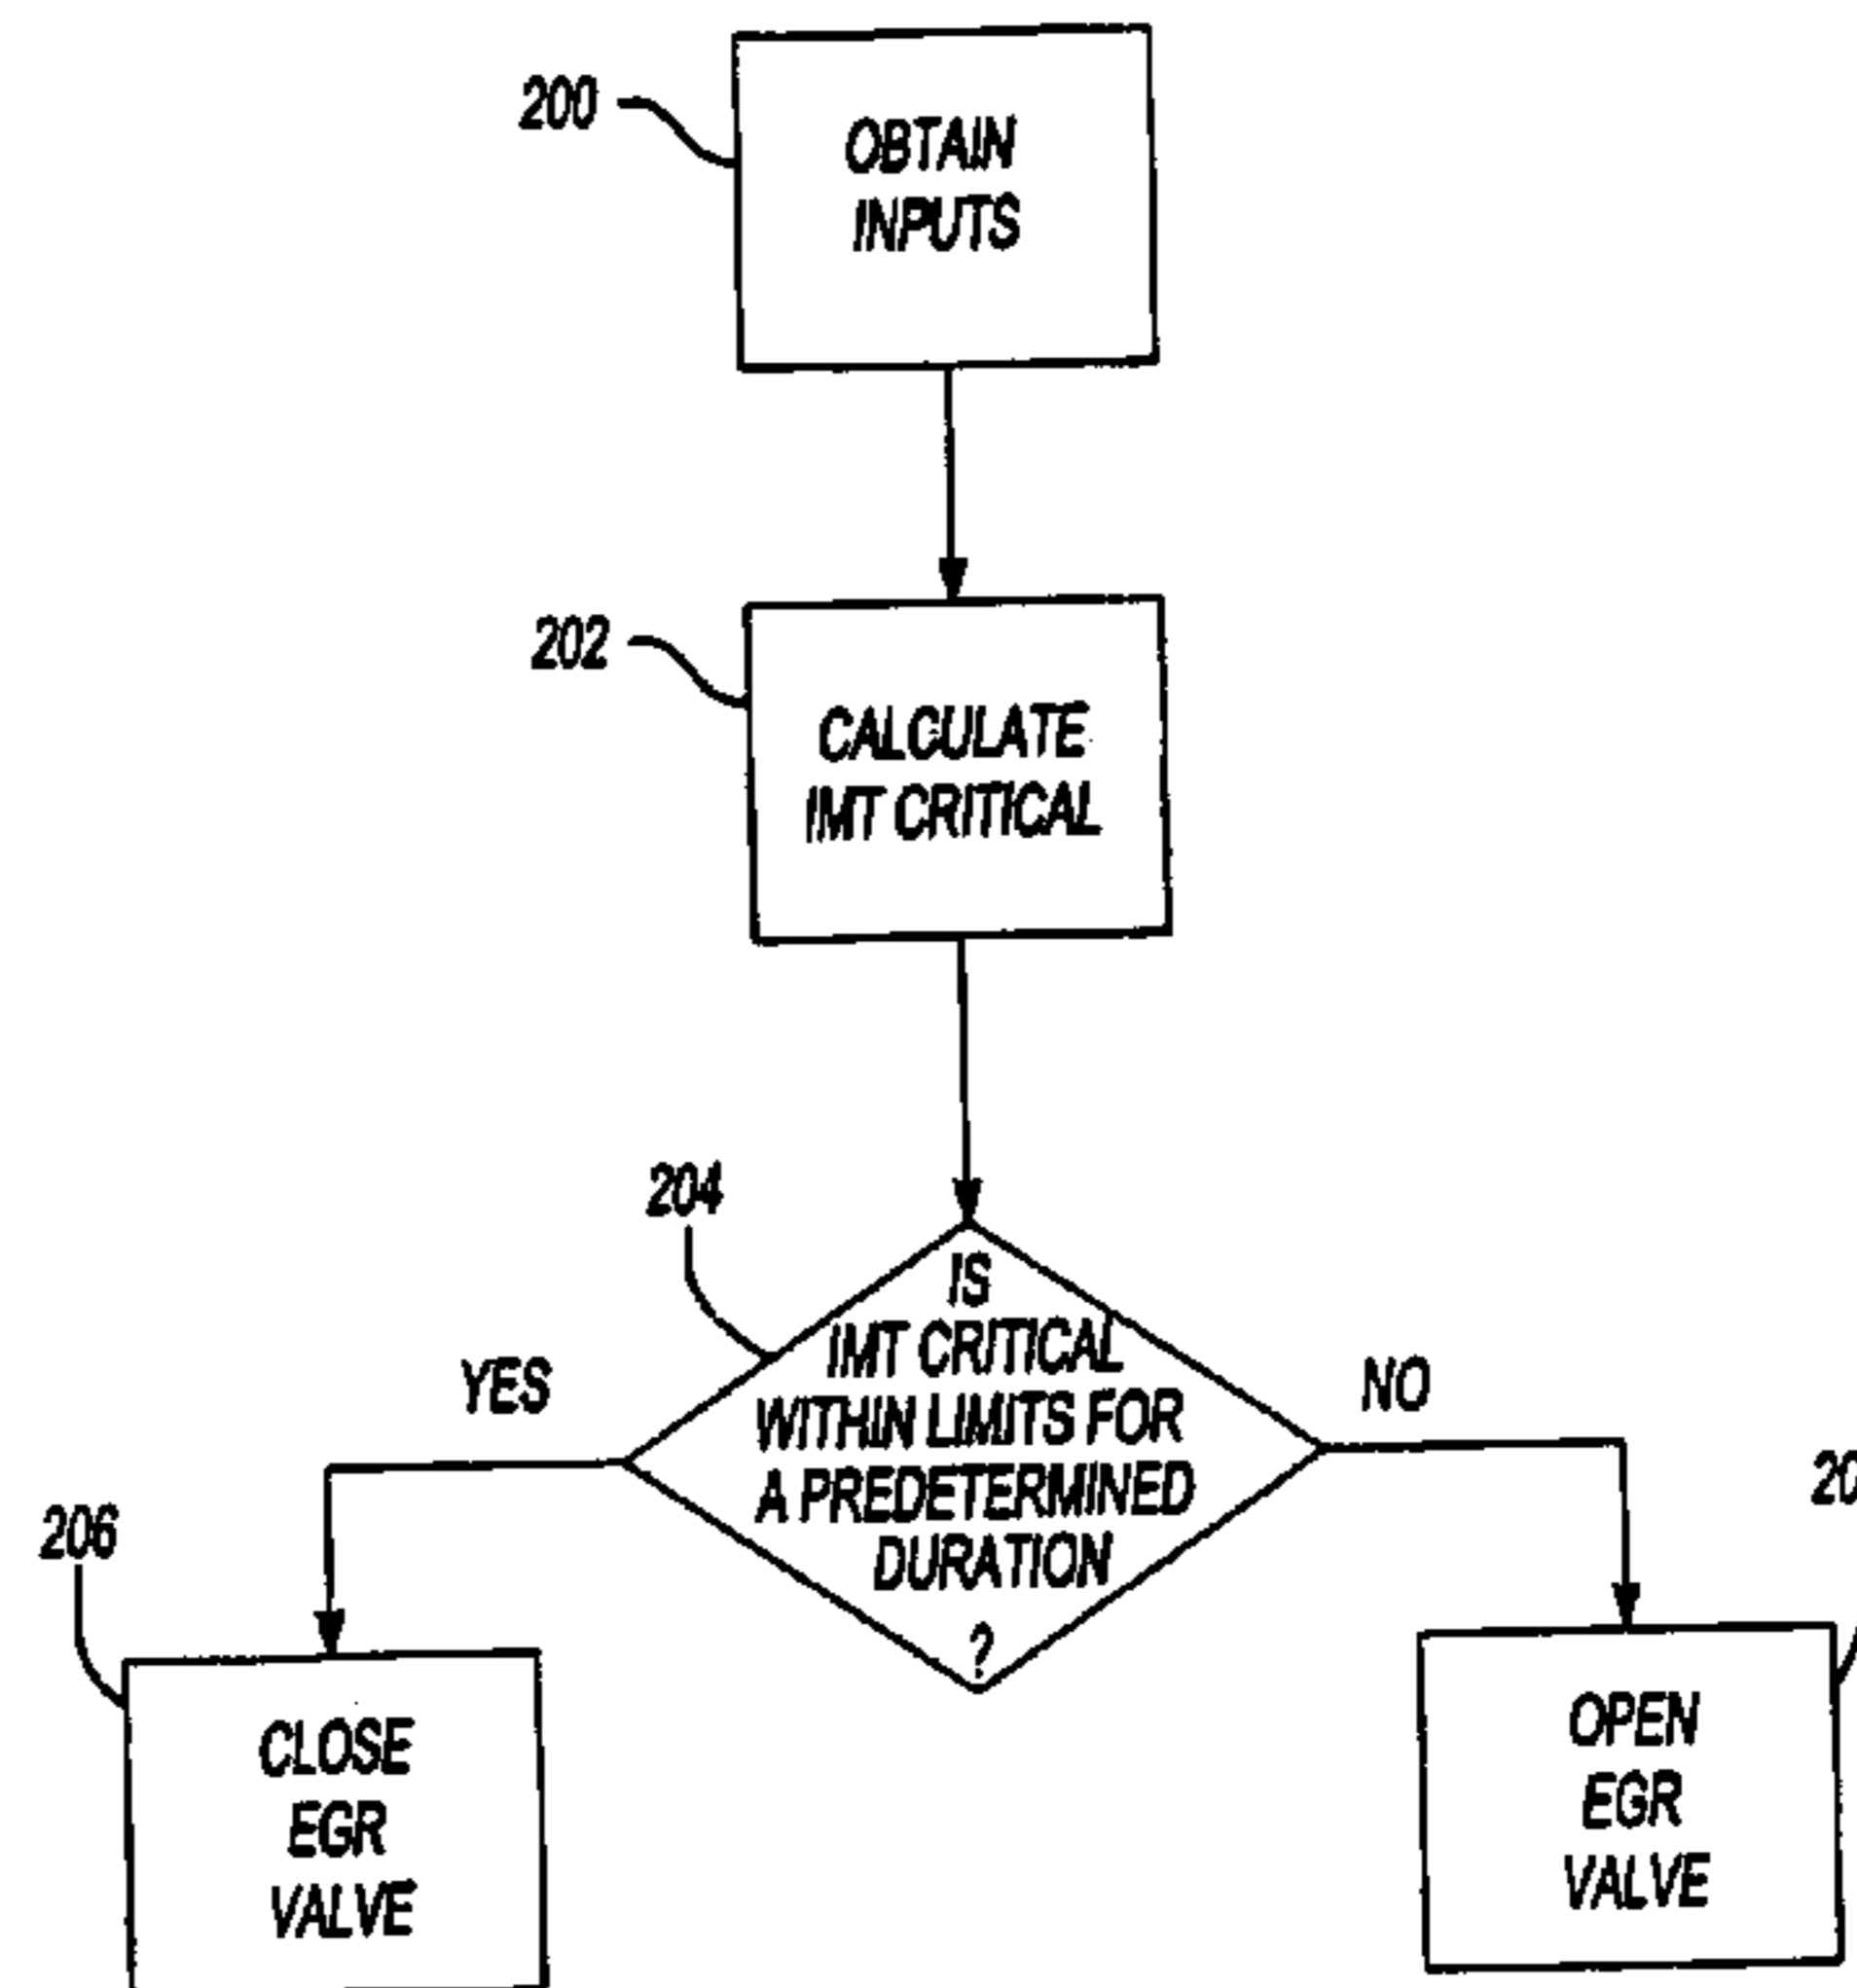 200
OBTAIN
INPUTS
202
CALCULATE
IMT CRITICAL
204
IS
IMT CRITICAL
WITHIN LIMITS FOR
A PREDETERMINED
DURATION
?
YES
NO
206
CLOSE
EGR
VALVE
OPEN
EGR
VALVE